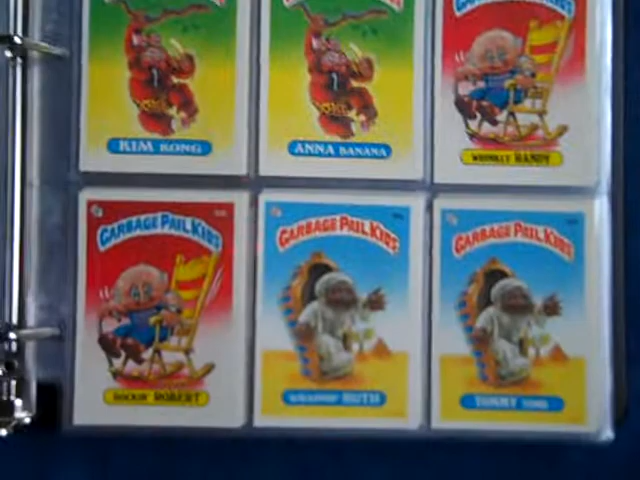 KIM KONG
ANNA BANANA
WRINKLY RANDY
GARBAGE PAIL KIDS
GARBAGE PAIL KIDS
GARBAGE PAIL KIDS
ROCKIN' ROBERT
RUTH
TOMMY TOMB